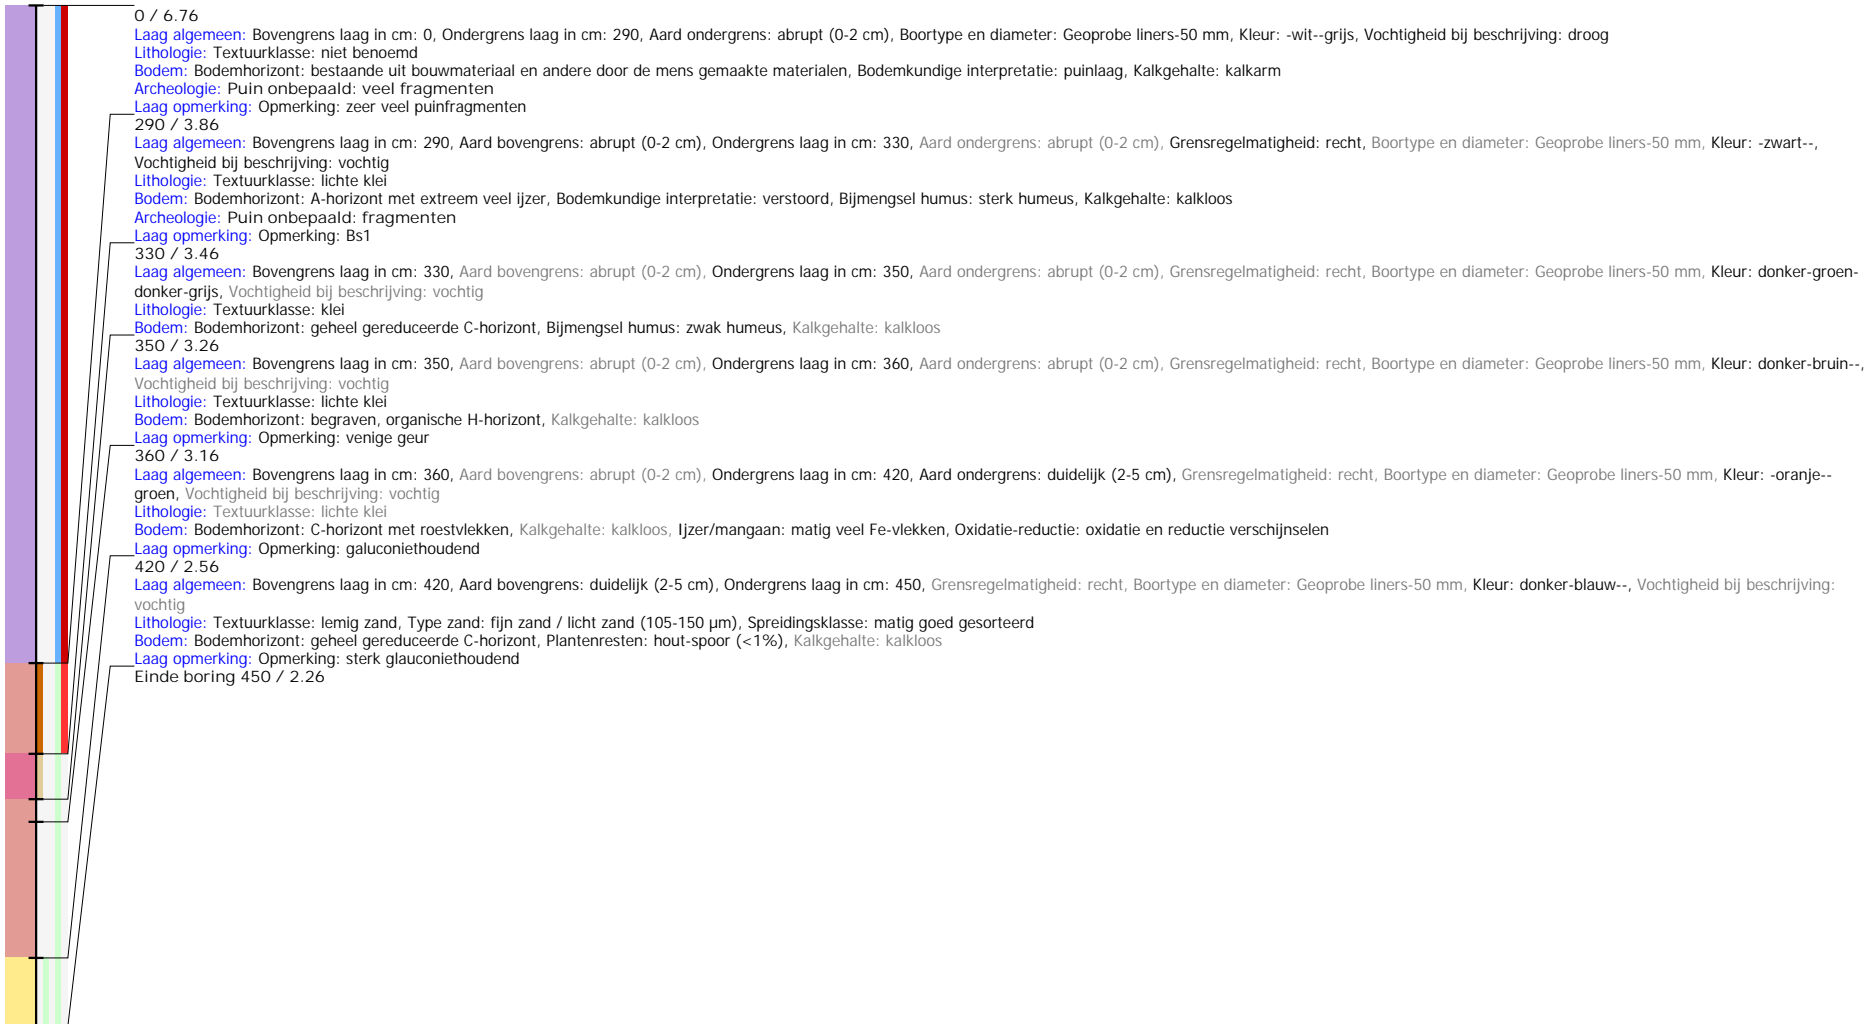 0 / 6.76
Laag algemeen: Bovengrens laag in cm: 0, Ondergrens laag in cm: 290, Aard ondergrens: abrupt (0-2 cm), Boortype en diameter: Geoprobe liners-50 mm, Kleur: -wit--grijs, Vochtigheid bij beschrijving: droog
Lithologie: Textuurklasse: niet benoemd
Bodem: Bodemhorizont: bestaande uit bouwmateriaal en andere door de mens gemaakte materialen, Bodemkundige interpretatie: puinlaag, Kalkgehalte: kalkarm
Archeologie: Puin onbepaald: veel fragmenten
Laag opmerking: Opmerking: zeer veel puinfragmenten
290 / 3.86
Laag algemeen: Bovengrens laag in cm: 290, Aard bovengrens: abrupt (0-2 cm), Ondergrens laag in cm: 330, Aard ondergrens: abrupt (0-2 cm), Grensregelmatigheid: recht, Boortype en diameter: Geoprobe liners-50 mm, Kleur: -zwart--,
Vochtigheid bij beschrijving: vochtig
Lithologie: Textuurklasse: lichte klei
Bodem: Bodemhorizont: A-horizont met extreem veel ijzer, Bodemkundige interpretatie: verstoord, Bijmengsel humus: sterk humeus, Kalkgehalte: kalkloos
Archeologie: Puin onbepaald: fragmenten
Laag opmerking: Opmerking: Bs1
330 / 3.46
Laag algemeen: Bovengrens laag in cm: 330, Aard bovengrens: abrupt (0-2 cm), Ondergrens laag in cm: 350, Aard ondergrens: abrupt (0-2 cm), Grensregelmatigheid: recht, Boortype en diameter: Geoprobe liners-50 mm, Kleur: donker-groen-
donker-grijs, Vochtigheid bij beschrijving: vochtig
Lithologie: Textuurklasse: klei
Bodem: Bodemhorizont: geheel gereduceerde C-horizont, Bijmengsel humus: zwak humeus, Kalkgehalte: kalkloos
350 / 3.26
Laag algemeen: Bovengrens laag in cm: 350, Aard bovengrens: abrupt (0-2 cm), Ondergrens laag in cm: 360, Aard ondergrens: abrupt (0-2 cm), Grensregelmatigheid: recht, Boortype en diameter: Geoprobe liners-50 mm, Kleur: donker-bruin--,
Vochtigheid bij beschrijving: vochtig
Lithologie: Textuurklasse: lichte klei
Bodem: Bodemhorizont: begraven, organische H-horizont, Kalkgehalte: kalkloos
Laag opmerking: Opmerking: venige geur
360 / 3.16
Laag algemeen: Bovengrens laag in cm: 360, Aard bovengrens: abrupt (0-2 cm), Ondergrens laag in cm: 420, Aard ondergrens: duidelijk (2-5 cm), Grensregelmatigheid: recht, Boortype en diameter: Geoprobe liners-50 mm, Kleur: -oranje--
groen, Vochtigheid bij beschrijving: vochtig
Lithologie: Textuurklasse: lichte klei
Bodem: Bodemhorizont: C-horizont met roestvlekken, Kalkgehalte: kalkloos, Ijzer/mangaan: matig veel Fe-vlekken, Oxidatie-reductie: oxidatie en reductie verschijnselen
Laag opmerking: Opmerking: galuconiethoudend
420 / 2.56
Laag algemeen: Bovengrens laag in cm: 420, Aard bovengrens: duidelijk (2-5 cm), Ondergrens laag in cm: 450, Grensregelmatigheid: recht, Boortype en diameter: Geoprobe liners-50 mm, Kleur: donker-blauw--, Vochtigheid bij beschrijving:
vochtig
Lithologie: Textuurklasse: lemig zand, Type zand: fijn zand / licht zand (105-150 µm), Spreidingsklasse: matig goed gesorteerd
Bodem: Bodemhorizont: geheel gereduceerde C-horizont, Plantenresten: hout-spoor (<1%), Kalkgehalte: kalkloos
Laag opmerking: Opmerking: sterk glauconiethoudend
Einde boring 450 / 2.26